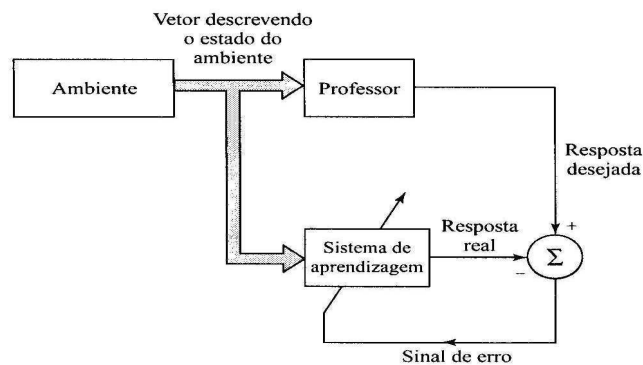 Vetor descrevendo
o estado do
ambiente
Ambiente
Professor
Resposta
desejada
+
Sistema de
aprendizagem
Resposta
real
−
Σ
Sinal de erro